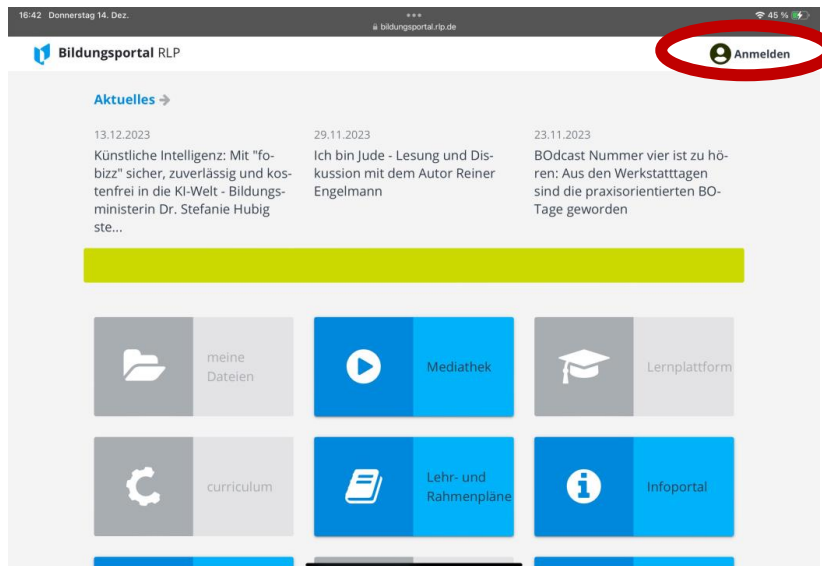 16:42 Donnerstag 14. Dez.
bildungsportal.rlp.de
45 %
Bildungsportal RLP
Anmelden
Aktuelles
13.12.2023
Künstliche Intelligenz: Mit "fo-
bizz" sicher, zuverlässig und kos-
tenfrei in die KI-Welt - Bildungs-
ministerin Dr. Stefanie Hubig
ste...
29.11.2023
Ich bin Jude - Lesung und Dis-
kussion mit dem Autor Reiner
Engelmann
23.11.2023
BOdcast Nummer vier ist zu hö-
ren: Aus den Werkstatttagen
sind die praxisorientierten BO-
Tage geworden
meine
Dateien
Mediathek
Lernplattform
curriculum
Lehr- und
Rahmenpläne
Infoportal